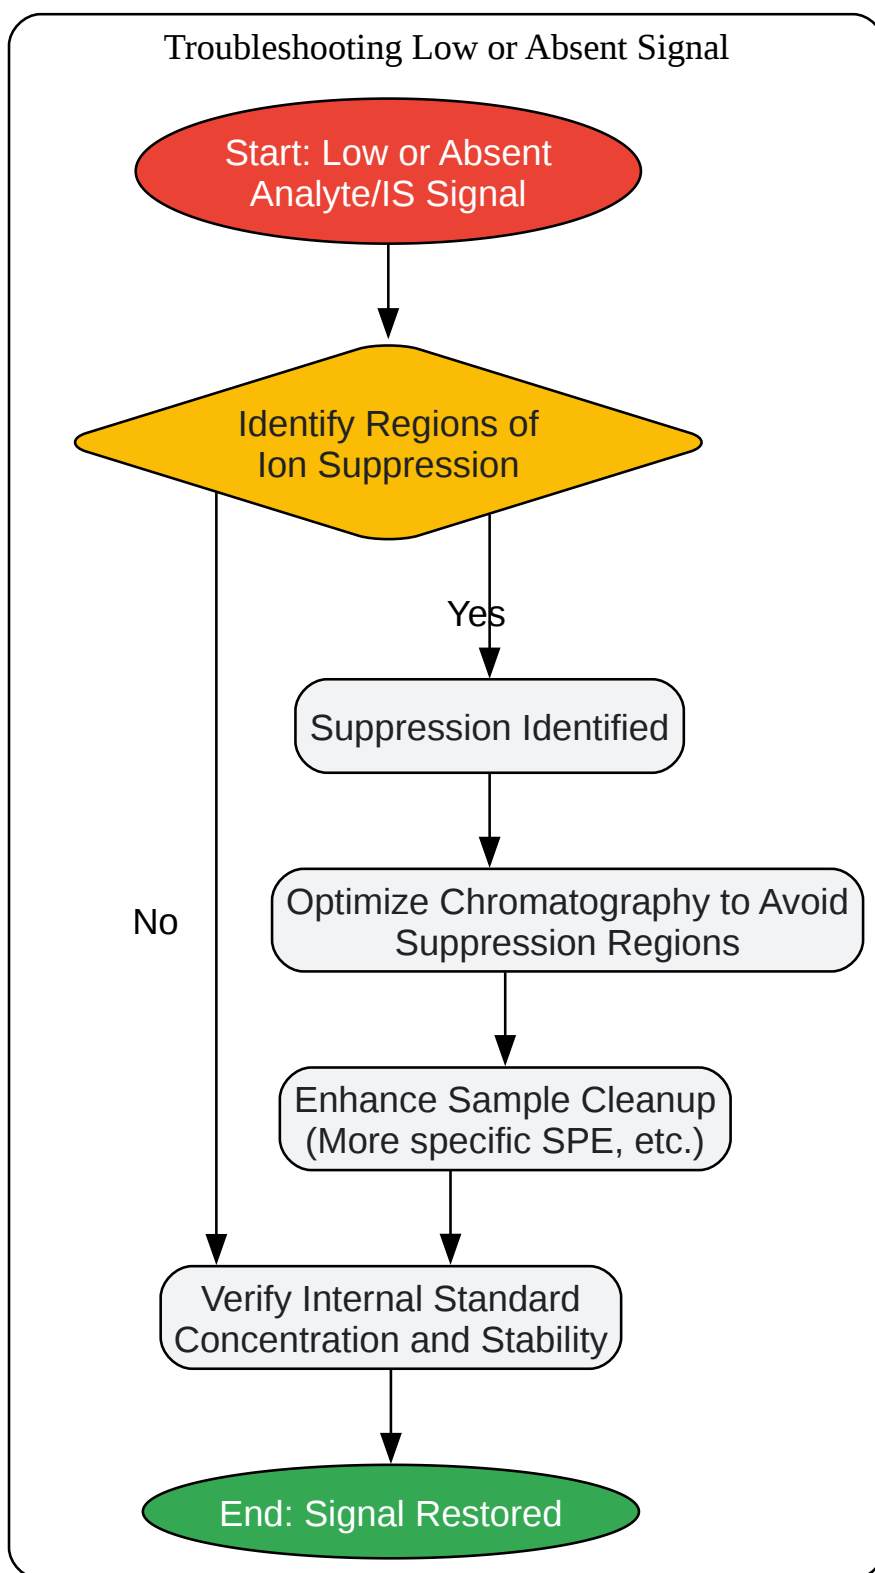 Troubleshooting Low or Absent Signal
Start: Low or Absent
Analyte/IS Signal
Identify Regions of
Ion Suppression
Yes
Suppression Identified
Optimize Chromatography to Avoid
Suppression Regions
No
Enhance Sample Cleanup
(More specific SPE, etc.)
Verify Internal Standard
Concentration and Stability
End: Signal Restored